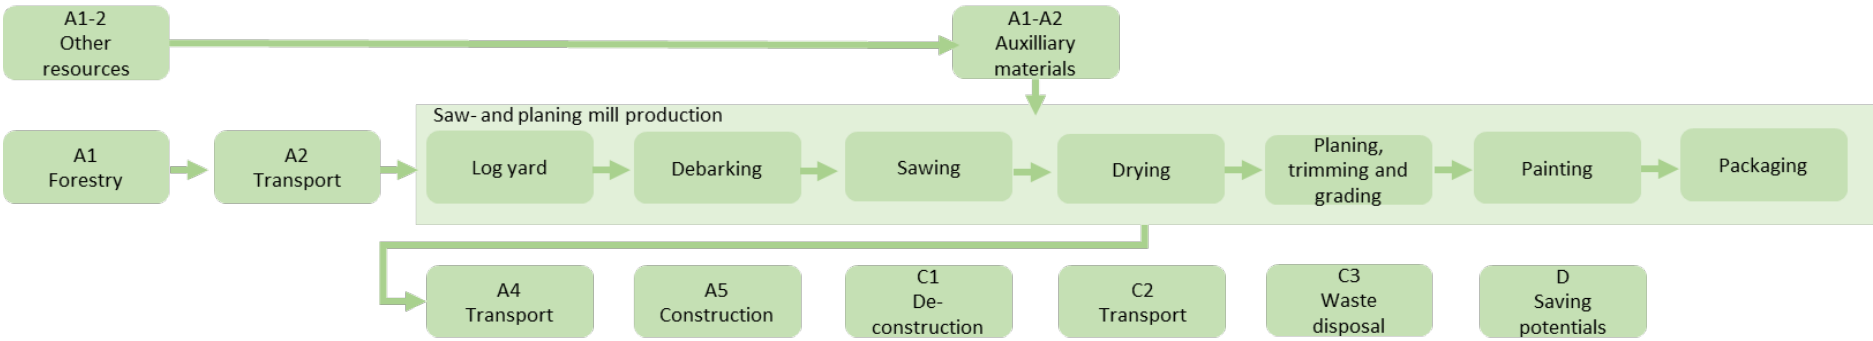 A1-2
Other
resources
A1-A2
Auxilliary
materials
Saw- and planing mill production
A1
Forestry
A2
Transport
Log yard
Debarking
Sawing
Drying
Planing,
trimming and
grading
Painting
Packaging
A4
Transport
A5
Construction
C1
De-
construction
C2
Transport
C3
Waste
disposal
D
Saving
potentials